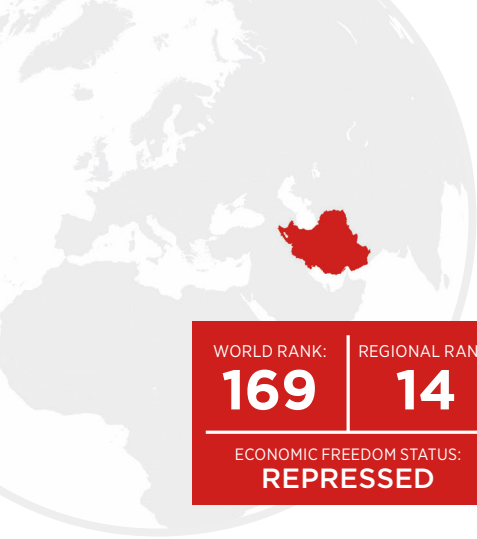 WORLD RANK:
169
REGIONAL RAN
14
ECONOMIC FREEDOM STATUS:
REPRESSED